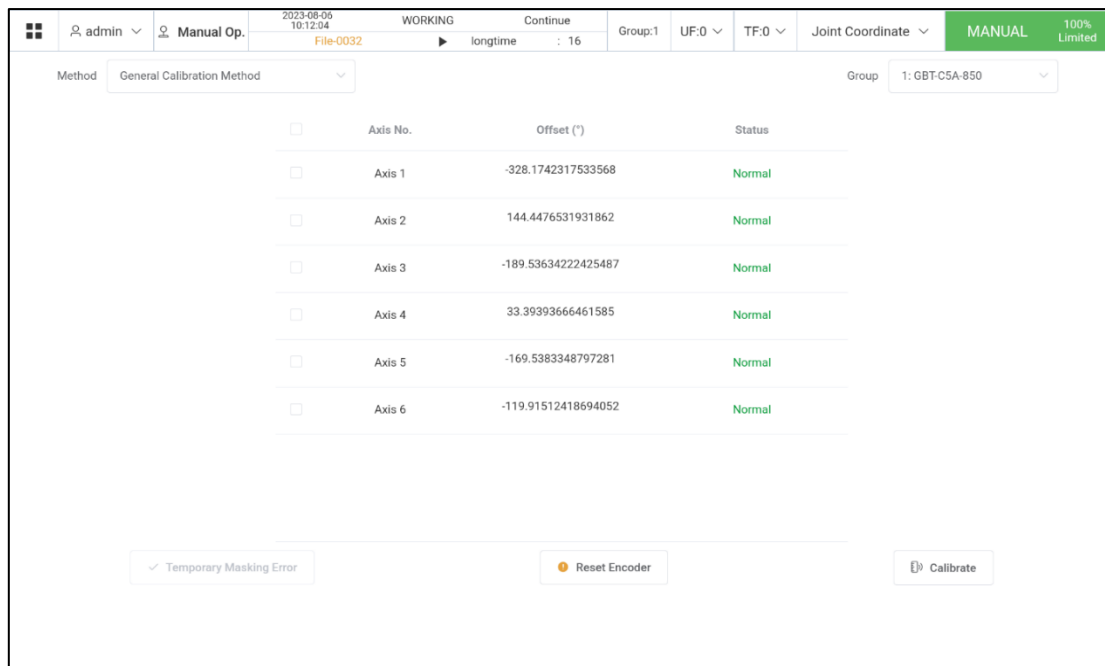 admin Manual Op. 2023-08-06 10:12:04 WORKING Continue Group:1 UF:0 TF:0 Joint Coordinate MANUAL 100% Limited
File-0032 longtime : 16
Method General Calibration Method Group 1: GBT-C5A-850
Axis No. Offset (°) Status
Axis 1 -328.1742317533568 Normal
Axis 2 144.4476531931862 Normal
Axis 3 -189.53634222425487 Normal
Axis 4 33.39393666461585 Normal
Axis 5 -169.5383348797281 Normal
Axis 6 -119.91512418694052 Normal
Temporary Masking Error Reset Encoder Calibrate